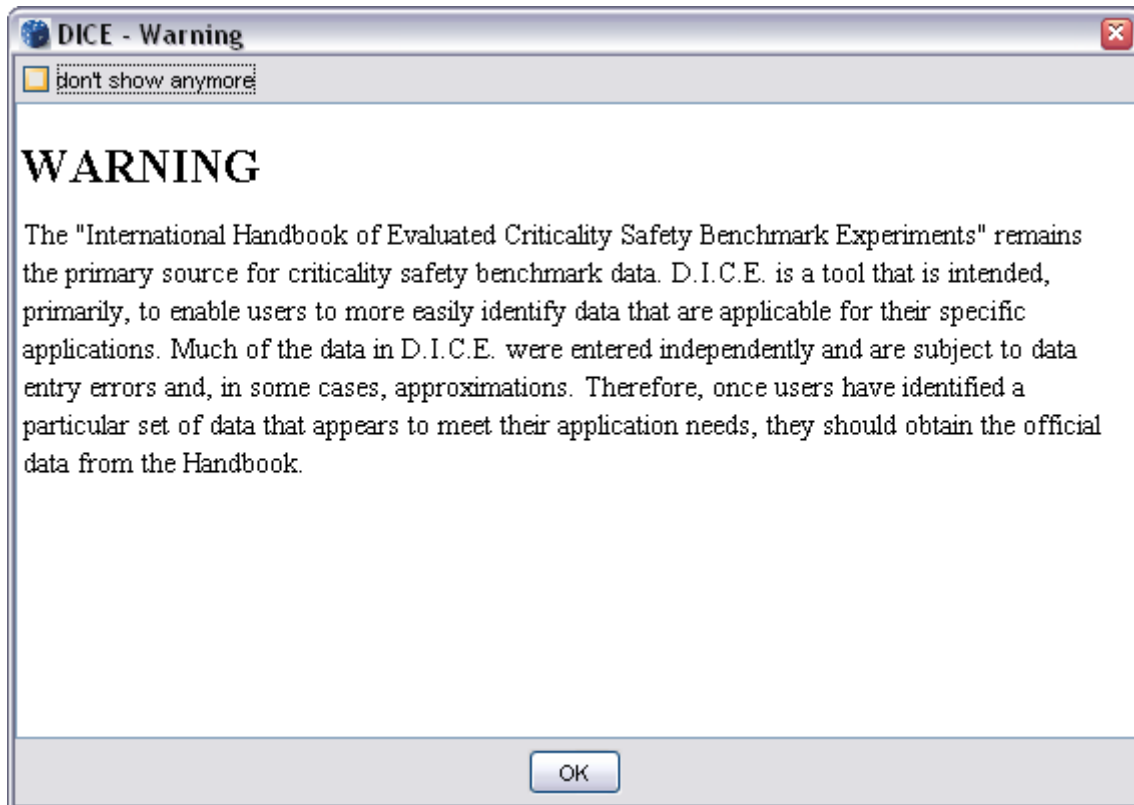 DICE - Warning
don't show anymore
WARNING
The "International Handbook of Evaluated Criticality Safety Benchmark Experiments" remains
the primary source for criticality safety benchmark data. D.I.C.E. is a tool that is intended,
primarily, to enable users to more easily identify data that are applicable for their specific
applications. Much of the data in D.I.C.E. were entered independently and are subject to data
entry errors and, in some cases, approximations. Therefore, once users have identified a
particular set of data that appears to meet their application needs, they should obtain the official
data from the Handbook.
OK